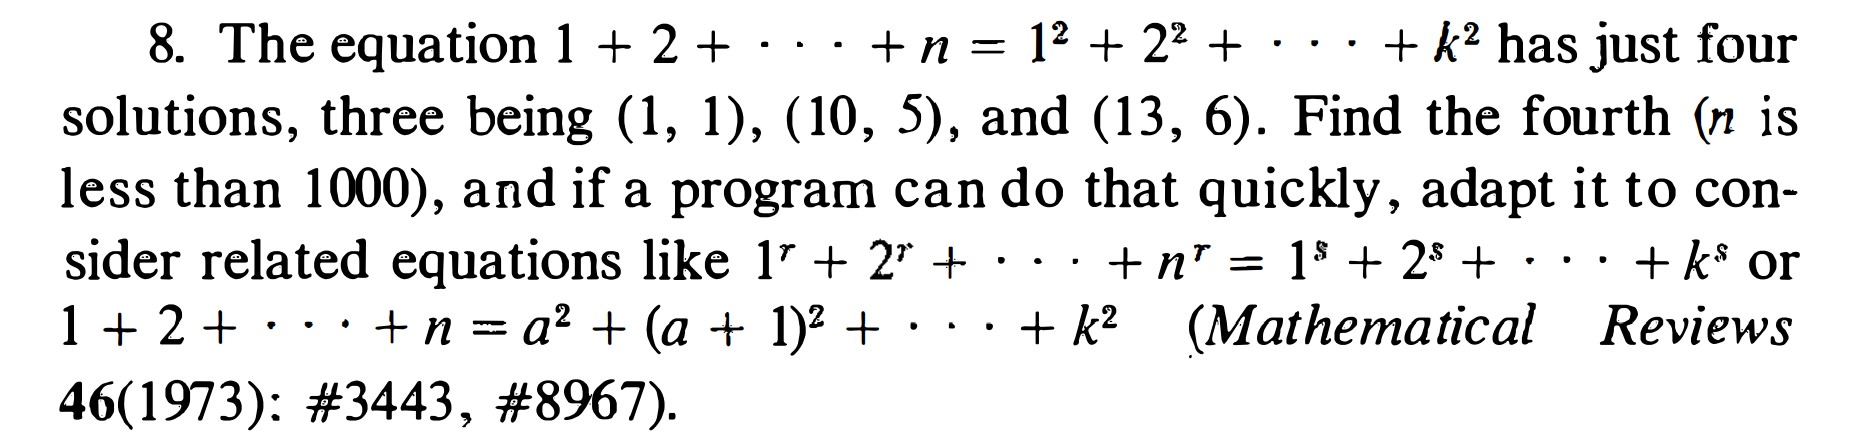 8. The equation 1 + 2 + · · · + n = 1² + 2² + · · · + k² has just four
solutions, three being (1, 1), (10, 5), and (13, 6). Find the fourth (n is
less than 1000), and if a program can do that quickly, adapt it to con-
sider related equations like 1ʳ + 2ʳ + · · · + nʳ = 1ˢ + 2ˢ + · · · + kˢ or
1 + 2 + · · · + n = a² + (a + 1)² + · · · + k² (Mathematical Reviews
46(1973): #3443, #8967).